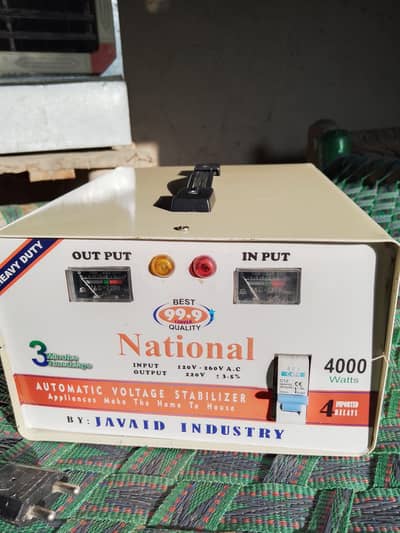 HEAVY DUTY
OUT PUT
IN PUT
BEST
99.9
QUALITY
National
INPUT 120V - 260V A.C
OUTPUT 220V : 3-5%
3
4000
Watts
AUTOMATIC VOLTAGE STABILIZER
Appliances Make The Home To House
4 IMPORTED
RELAYS
BY: JAVAID INDUSTRY